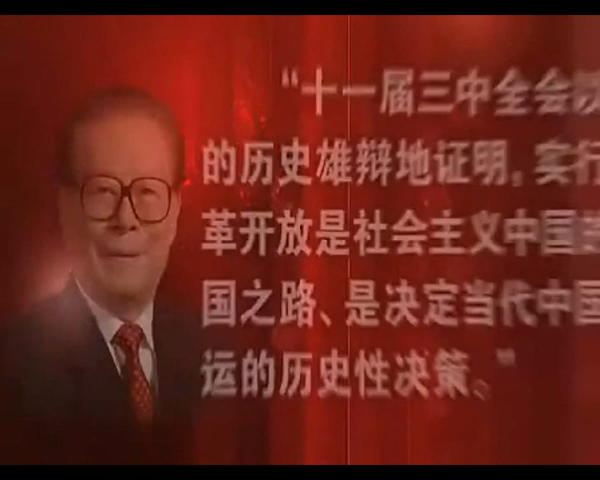 “十一届三中全会
的历史雄辩地证明，实行
革开放是社会主义中国
国之路、是决定当代中国
运的历史性决策。”